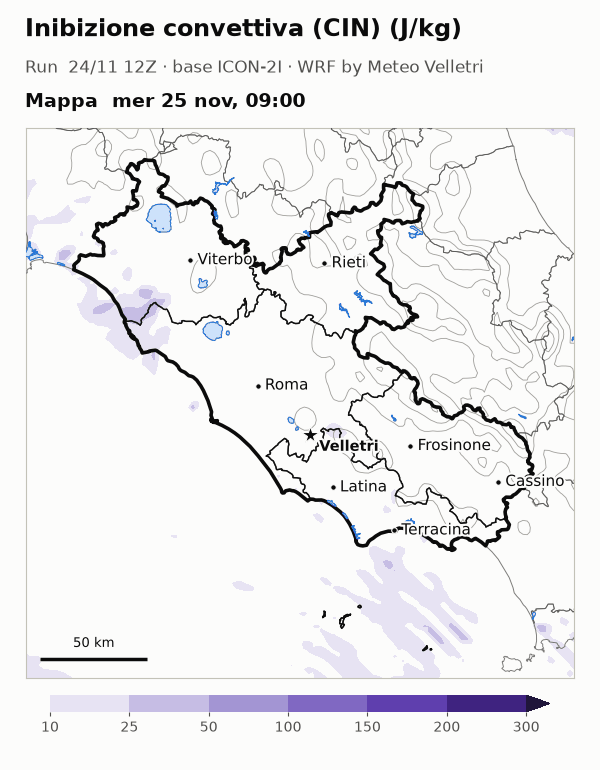 Inibizione convettiva (CIN) (J/kg)
Run 24/11 12Z · base ICON-2I · WRF by Meteo Velletri
Mappa mer 25 nov, 09:00
Viterbo
Rieti
Roma
Velletri
Frosinone
Cassino
Latina
Terracina
50 km
10 25 50 100 150 200 300